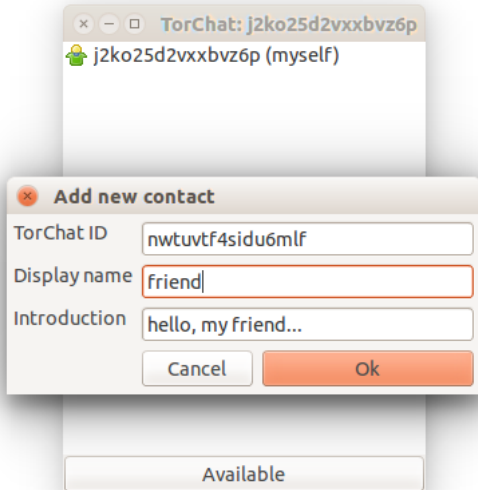 TorChat: j2ko25d2vxxbvz6p
j2ko25d2vxxbvz6p (myself)
Add new contact
TorChat ID nwtuvtf4sidu6mlf
Display name friend
Introduction hello, my friend...
Cancel Ok
Available